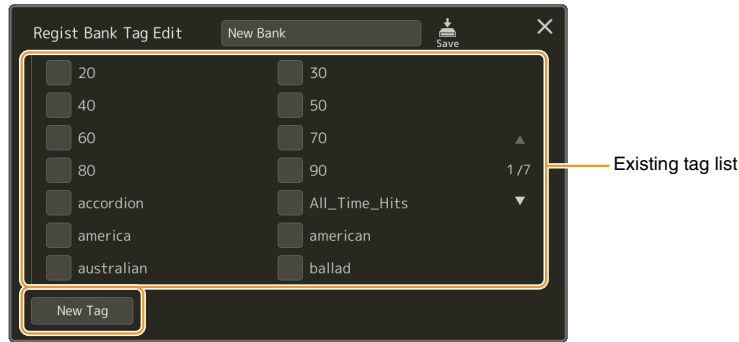 Regist Bank Tag Edit New Bank
Save
20 30
40 50
60 70
80 90 1/7
accordion All_Time_Hits
america american
australian ballad
New Tag
Existing tag list